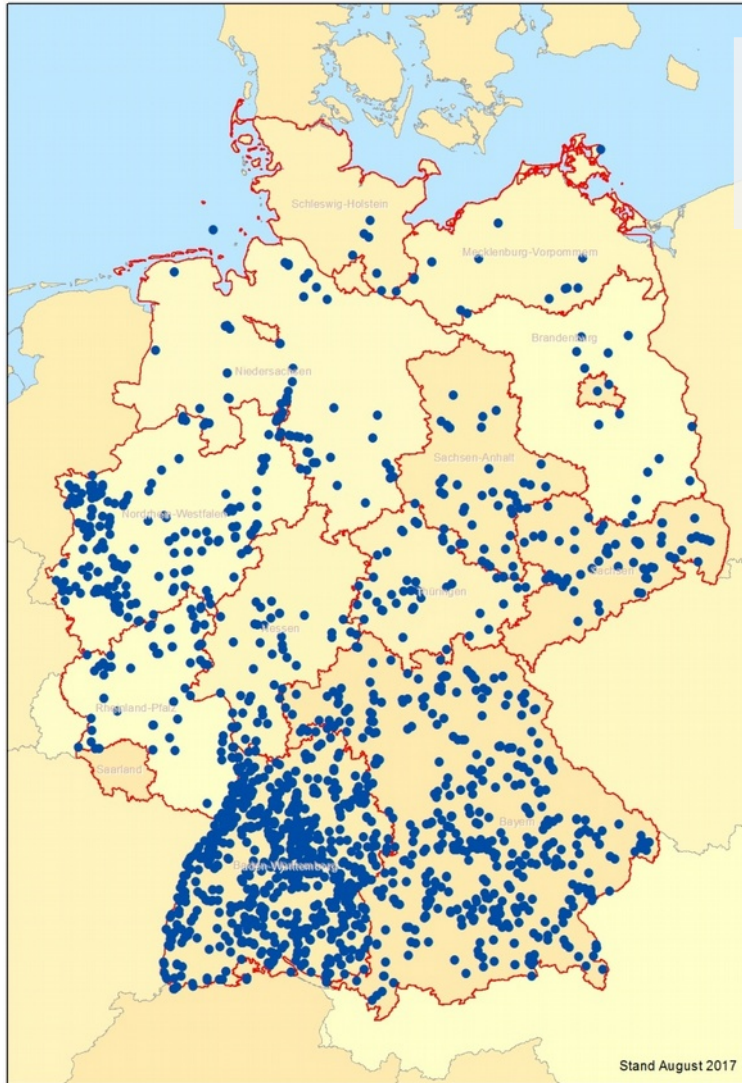 Schleswig-Holstein
Mecklenburg-Vorpommern
Brandenburg
Niedersachsen
Sachsen-Anhalt
Nordrhein-Westfalen
Sachsen
Thüringen
Hessen
Rheinland-Pfalz
Saarland
Bayern
Baden-Württemberg
Stand August 2017